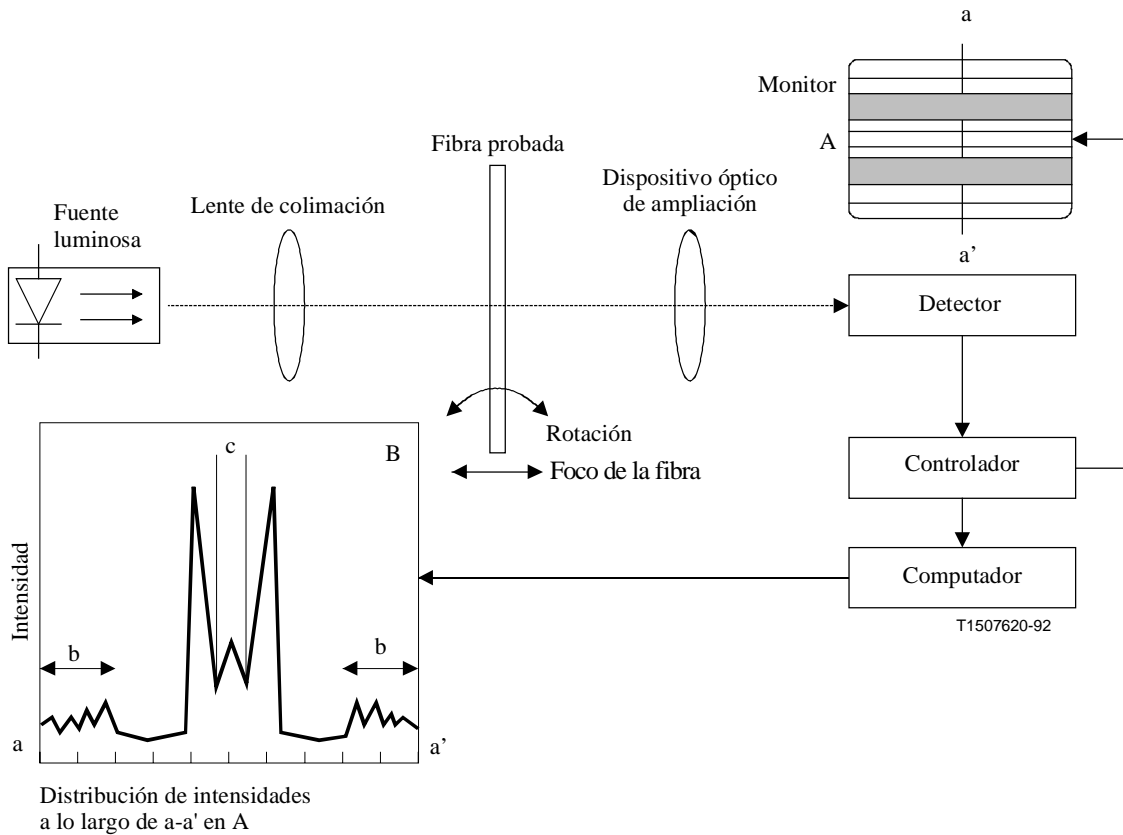 a
Monitor
A
a’
Fibra probada
Dispositivo óptico
de ampliación
Lente de colimación
Fuente
luminosa
Detector
Rotación
Foco de la fibra
Controlador
Computador
T1507620-92
B
c
Intensidad
b
b
a
a’
Distribución de intensidades
a lo largo de a-a' en A